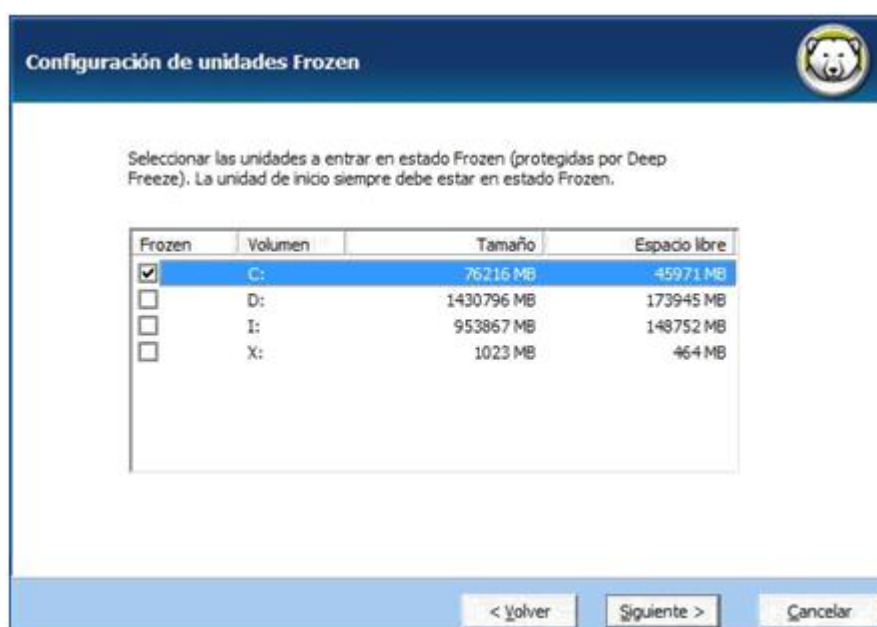 Configuración de unidades Frozen
Seleccionar las unidades a entrar en estado Frozen (protegidas por Deep
Freeze). La unidad de inicio siempre debe estar en estado Frozen.
Frozen Volumen Tamaño Espacio libre
C: 76216 MB 45971 MB
D: 1430796 MB 173945 MB
I: 953867 MB 148752 MB
X: 1023 MB 464 MB
< Volver Siguiente > Cancelar